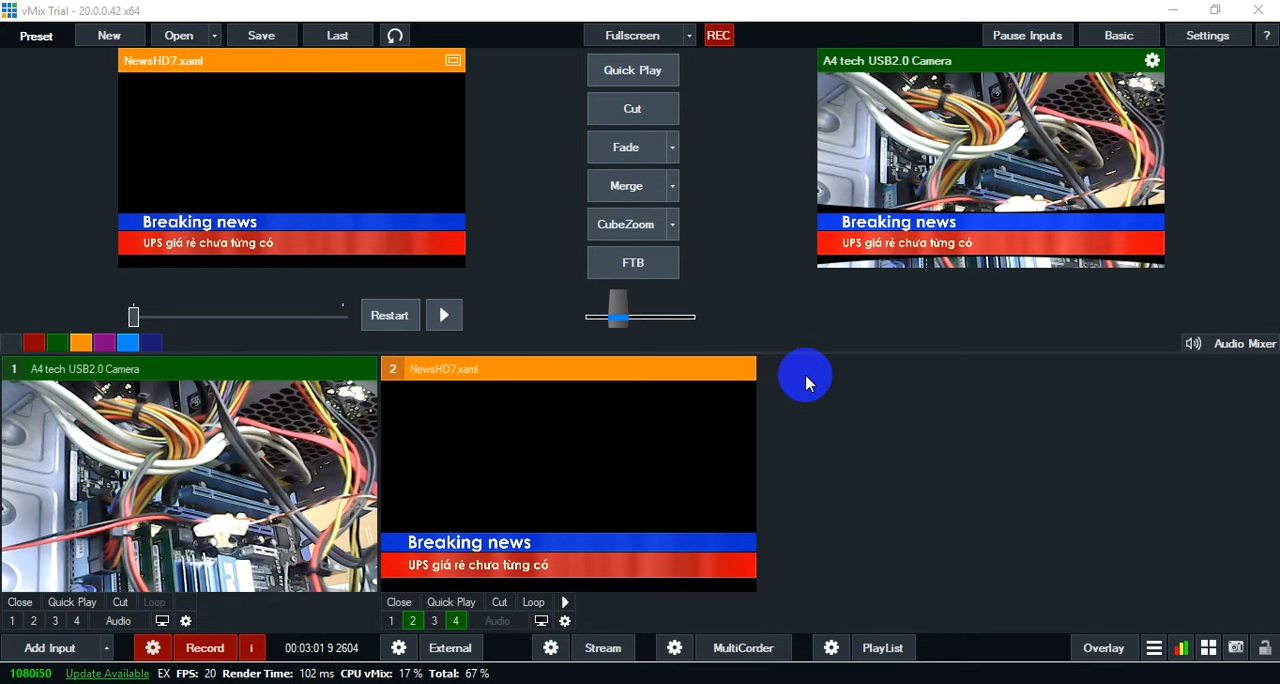 vMix Trial - 20.0.0.42 x64
Preset New Open Save Last Fullscreen REC Pause Inputs Basic Settings ?
NewsHD7.xaml
Breaking news
UPS giá rẻ chưa từng có
Quick Play
Cut
Fade
Merge
CubeZoom
FTB
A4 tech USB2.0 Camera
Breaking news
UPS giá rẻ chưa từng có
Restart
Audio Mixer
1 A4 tech USB2.0 Camera
2 NewsHD7.xaml
Breaking news
UPS giá rẻ chưa từng có
Close Quick Play Cut Loop
1 2 3 4 Audio
Close Quick Play Cut Loop
1 2 3 4 Audio
Add Input Record i 00:03:01 9 2604 External Stream MultiCorder PlayList Overlay
1080i50 Update Available EX FPS: 20 Render Time: 102 ms CPU vMix: 17 % Total: 67 %